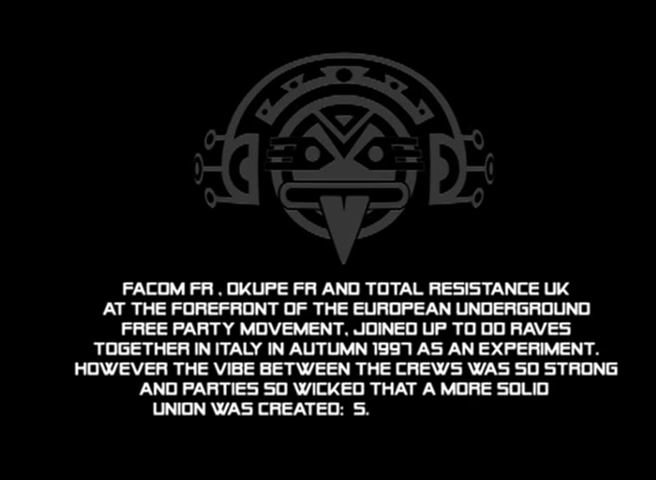 FACOM FR , OKUPE FR AND TOTAL RESISTANCE UK
AT THE FOREFRONT OF THE EUROPEAN UNDERGROUND
FREE PARTY MOVEMENT, JOINED UP TO DO RAVES
TOGETHER IN ITALY IN AUTUMN 1997 AS AN EXPERIMENT.
HOWEVER THE VIBE BETWEEN THE CREWS WAS SO STRONG
AND PARTIES SO WICKED THAT A MORE SOLID
UNION WAS CREATED: S.